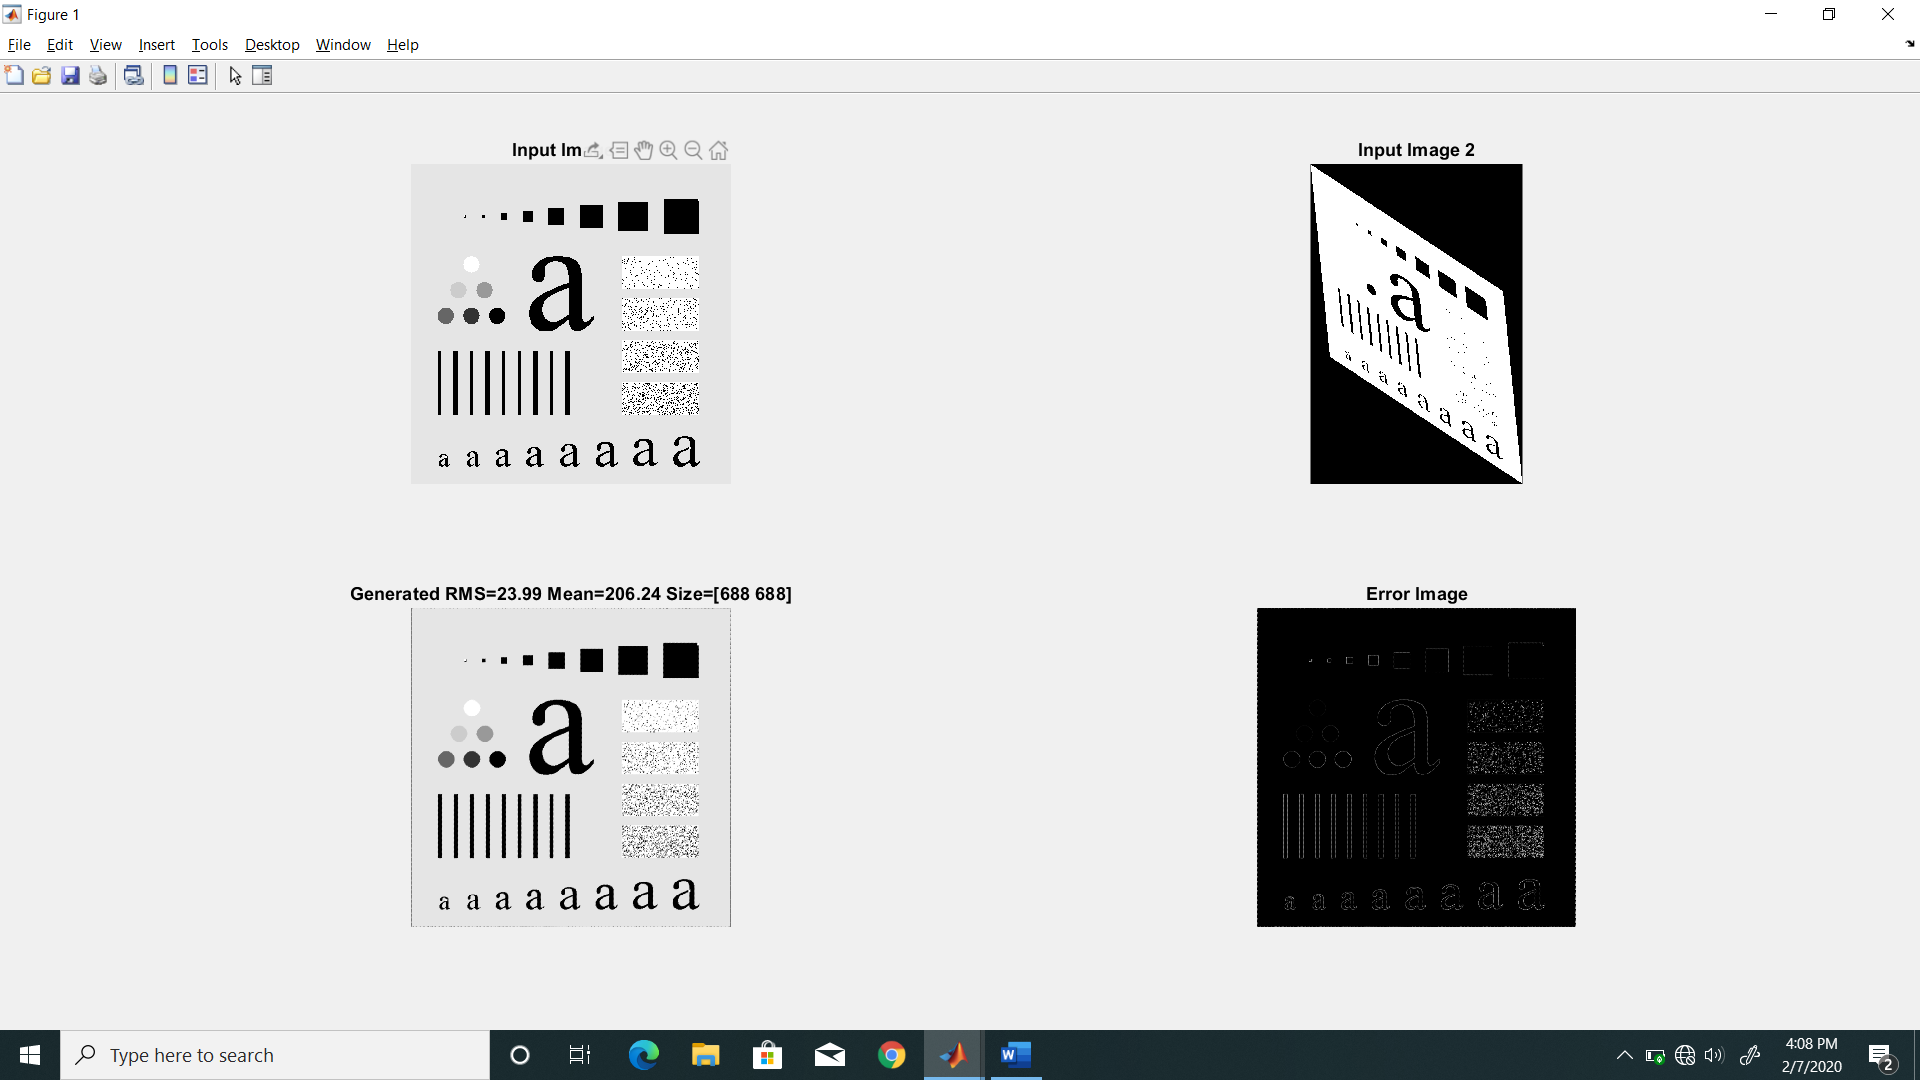 Figure 1
File Edit View Insert Tools Desktop Window Help
Input Im
Input Image 2
a
a
a a a a a a a a
a a a a a a a a
Generated RMS=23.99 Mean=206.24 Size=[688 688]
Error Image
a
a
a a a a a a a a
a a a a a a a a
Type here to search
W
4:08 PM
2/7/2020
2